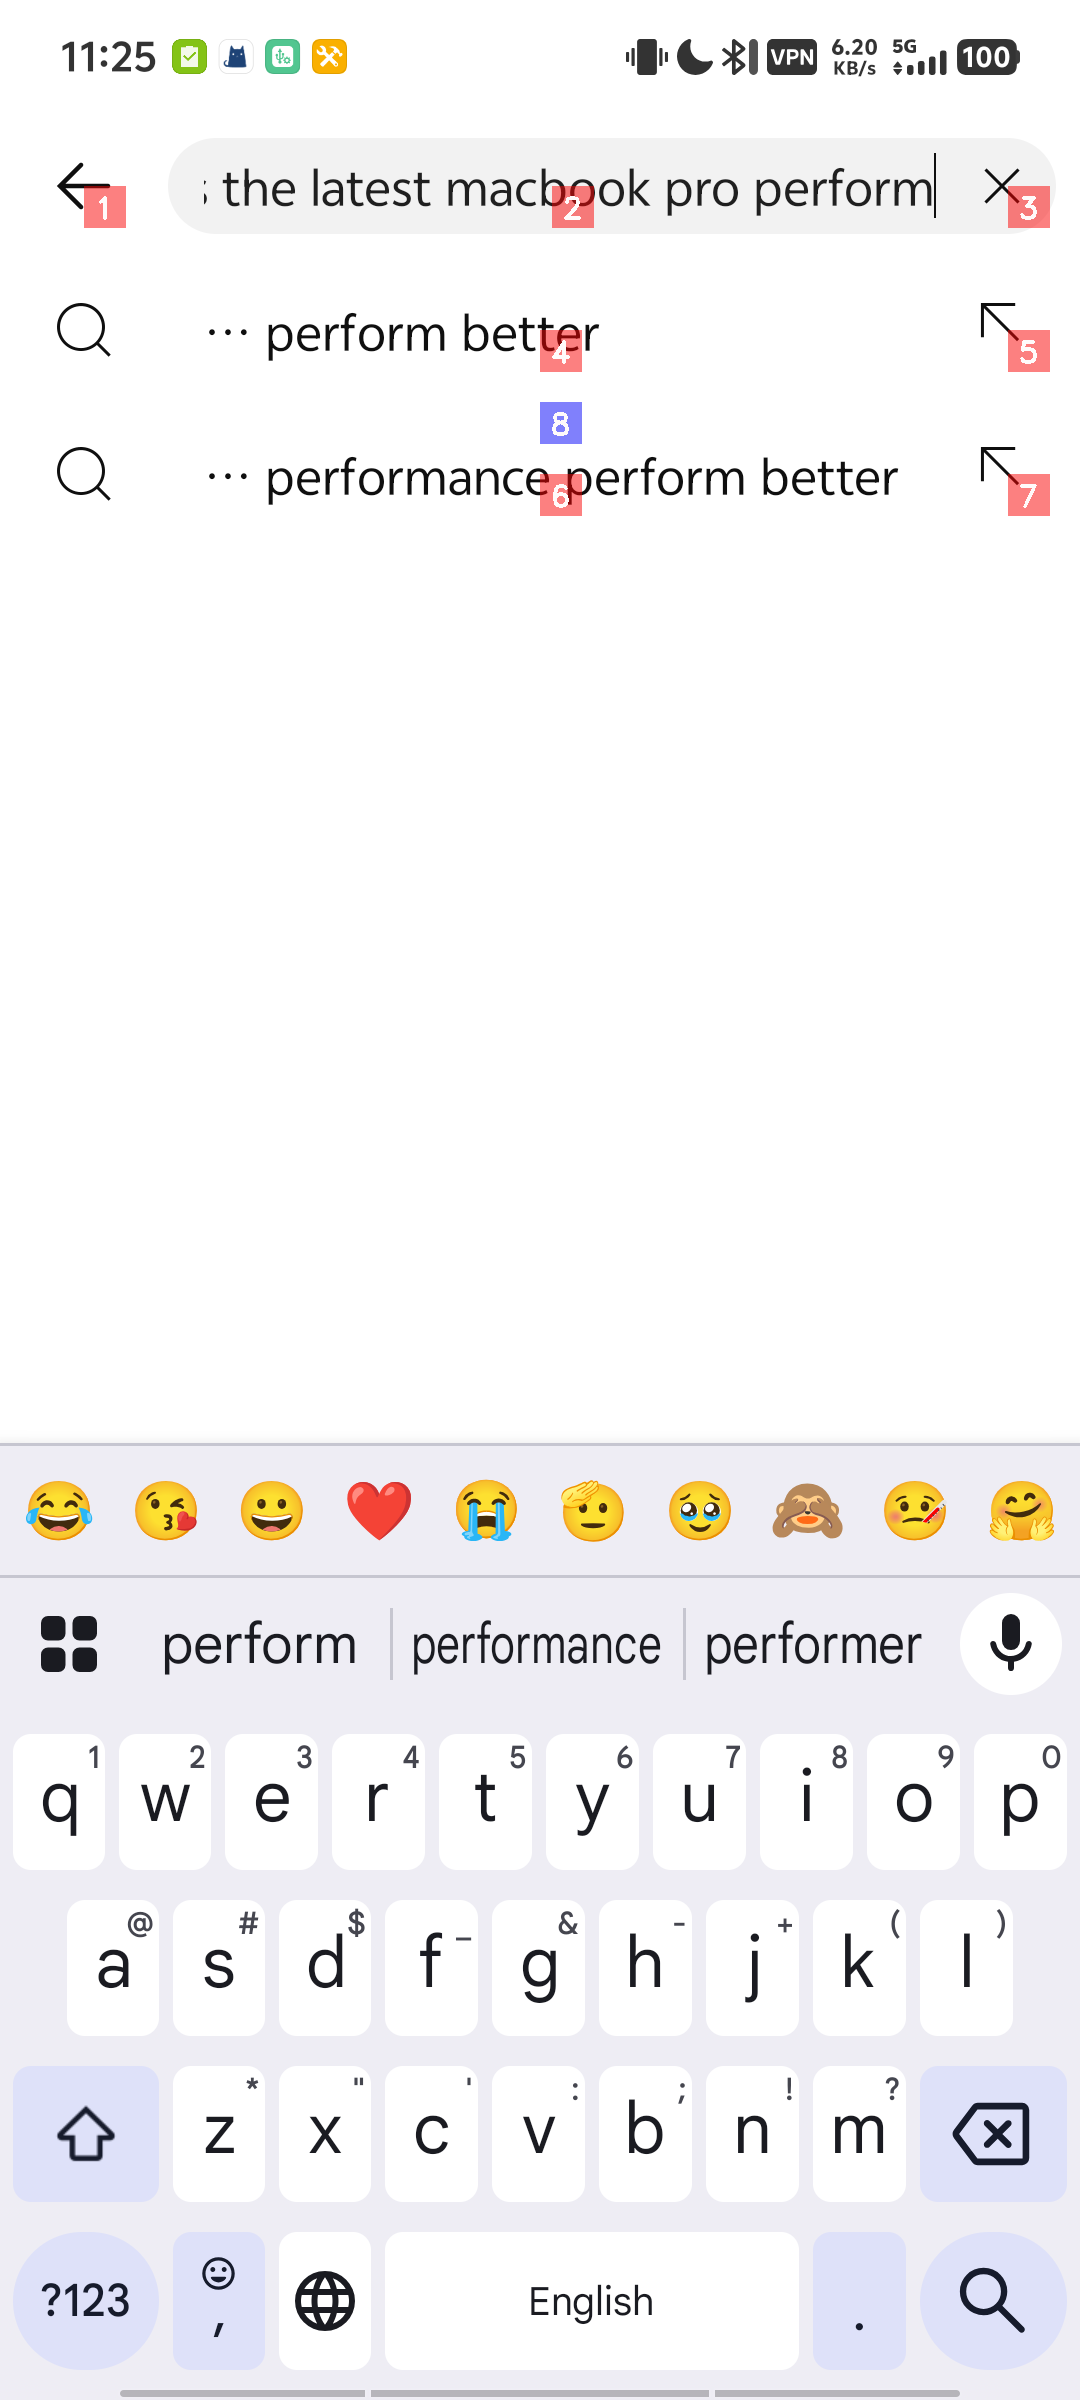 11:25 VPN 6.20 KB/s 5G 100
the latest macbook pro perform
1 2 3
··· perform better
4 5
8
··· performance perform better
6 7
perform performance performer
1 2 3 4 5 6 7 8 9 0
q w e r t y u i o p
@ # $ _ & - + ( )
a s d f g h j k l
* " ' : ; ! ?
z x c v b n m
?123 , English .